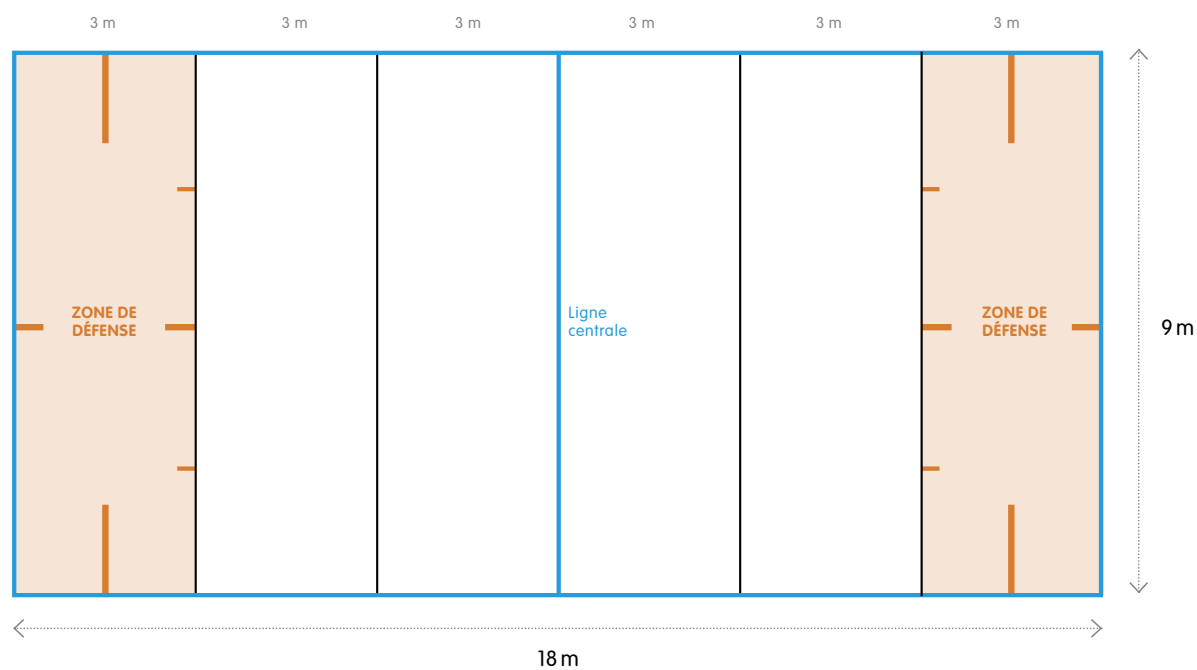 3 m 3 m 3 m 3 m 3 m 3 m
ZONE DE
DÉFENSE
Ligne
centrale
ZONE DE
DÉFENSE
9 m
18 m